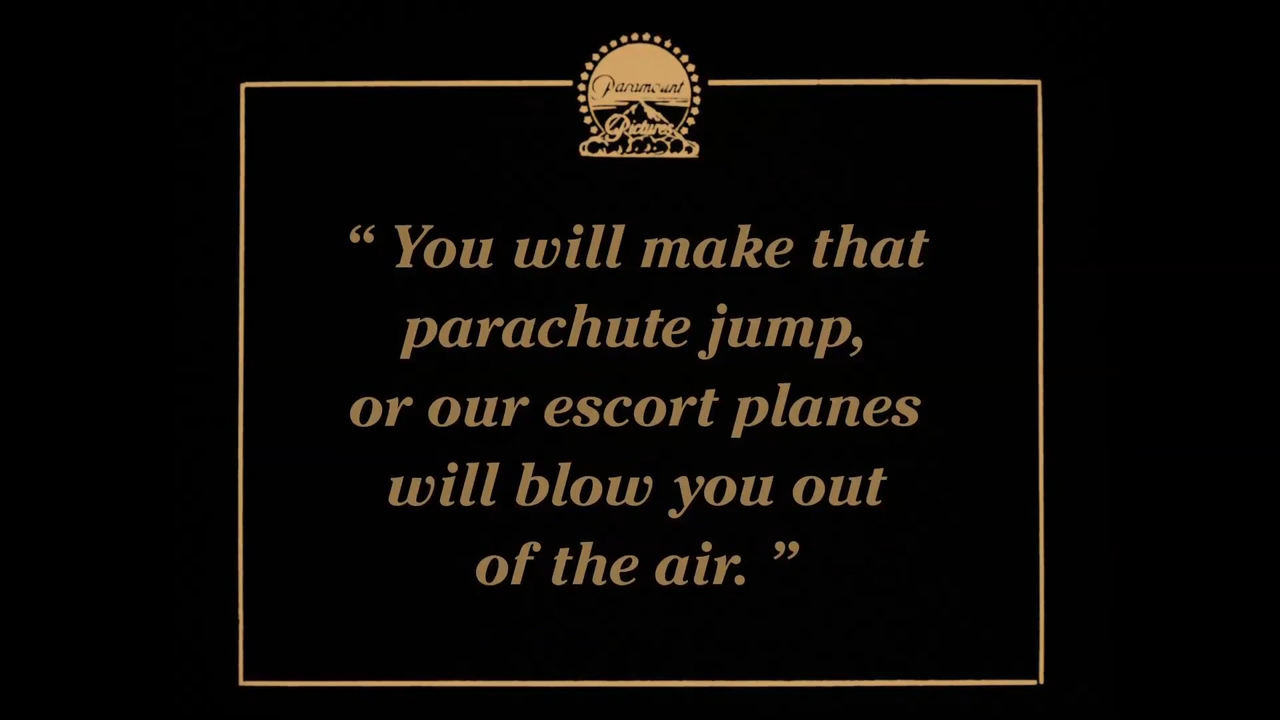 Paramount
Pictures
“ You will make that
parachute jump,
or our escort planes
will blow you out
of the air. ”